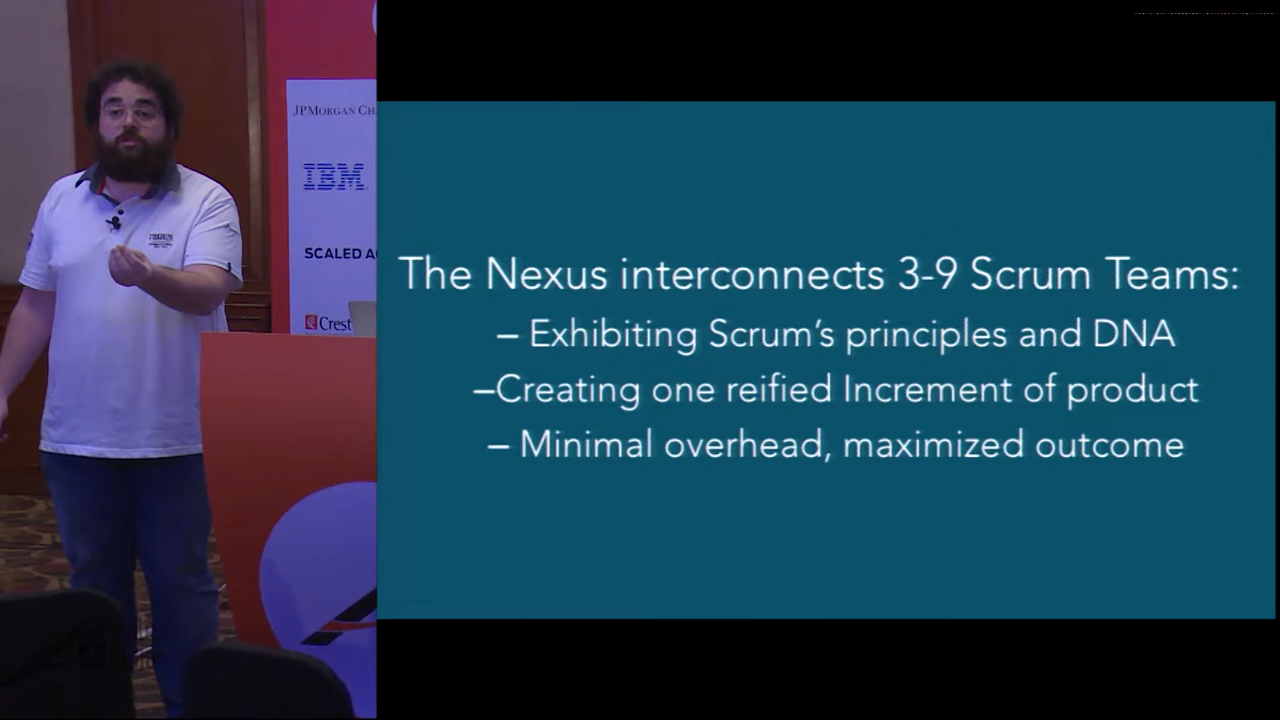 JPMORGAN CH
IBM
SCALED A
Crest
The Nexus interconnects 3-9 Scrum Teams:
– Exhibiting Scrum's principles and DNA
–Creating one reified Increment of product
– Minimal overhead, maximized outcome